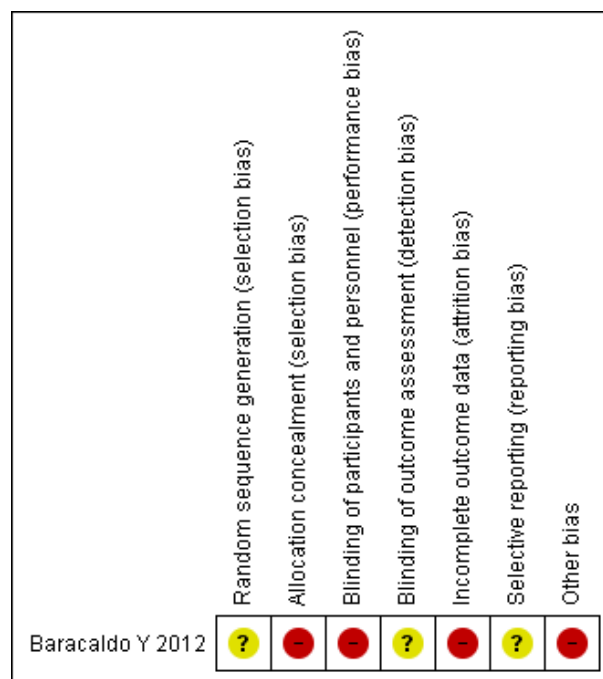 Random sequence generation (selection bias)
Allocation concealment (selection bias)
Blinding of participants and personnel (performance bias)
Blinding of outcome assessment (detection bias)
Incomplete outcome data (attrition bias)
Selective reporting (reporting bias)
Other bias
Baracaldo Y 2012 ? - - ? - ? -